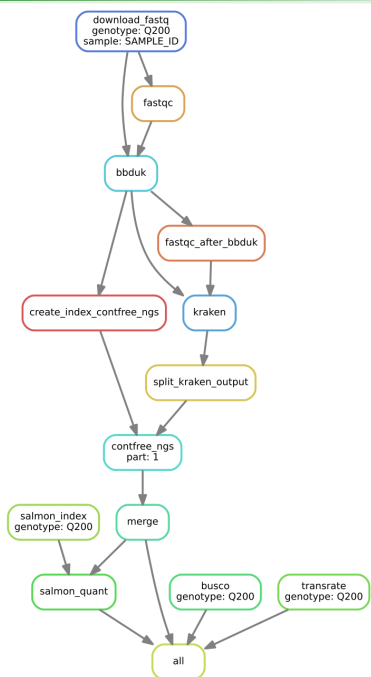 download_fastq
genotype: Q200
sample: SAMPLE_ID
fastqc
bbduk
fastqc_after_bbduk
create_index_contfree_ngs
kraken
split_kraken_output
contfree_ngs
part: 1
salmon_index
genotype: Q200
merge
salmon_quant
busco
genotype: Q200
transrate
genotype: Q200
all